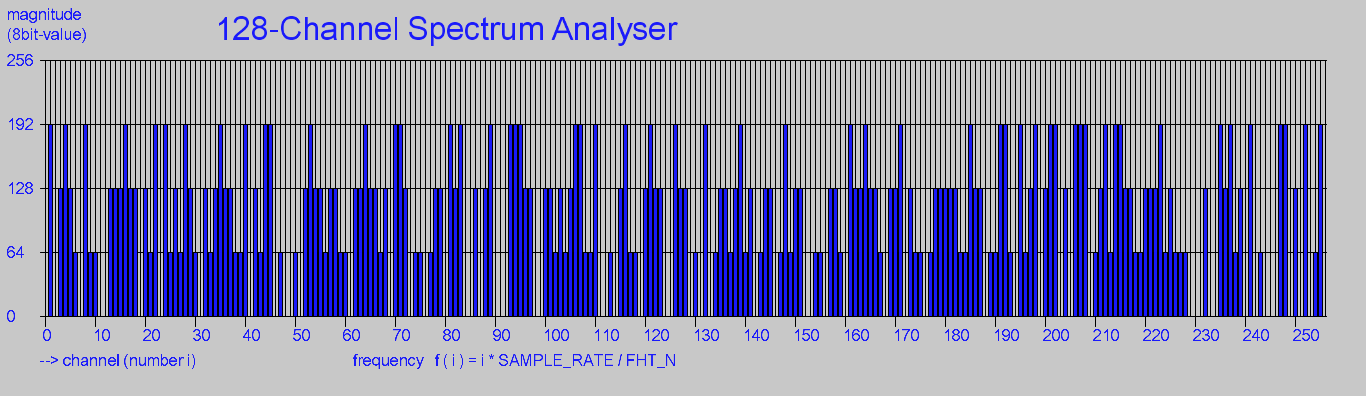 magnitude
(8bit-value)
128-Channel Spectrum Analyser
256
192
128
64
0
0 10 20 30 40 50 60 70 80 90 100 110 120 130 140 150 160 170 180 190 200 210 220 230 240 250
--> channel (number i) frequency f ( i ) = i * SAMPLE_RATE / FHT_N